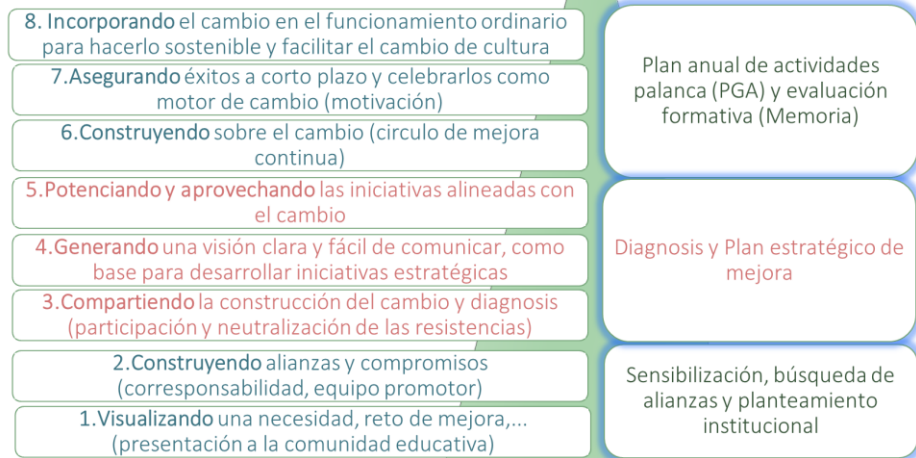 8. Incorporando el cambio en el funcionamiento ordinario
para hacerlo sostenible y facilitar el cambio de cultura
7.Asegurando éxitos a corto plazo y celebrarlos como
motor de cambio (motivación)
6.Construyendo sobre el cambio (circulo de mejora
continua)
Plan anual de actividades
palanca (PGA) y evaluación
formativa (Memoria)
5.Potenciando y aprovechando las iniciativas alineadas con
el cambio
4.Generando una visión clara y fácil de comunicar, como
base para desarrollar iniciativas estratégicas
3.Compartiendo la construcción del cambio y diagnosis
(participación y neutralización de las resistencias)
Diagnosis y Plan estratégico de
mejora
2.Construyendo alianzas y compromisos
(corresponsabilidad, equipo promotor)
1.Visualizando una necesidad, reto de mejora,...
(presentación a la comunidad educativa)
Sensibilización, búsqueda de
alianzas y planteamiento
institucional